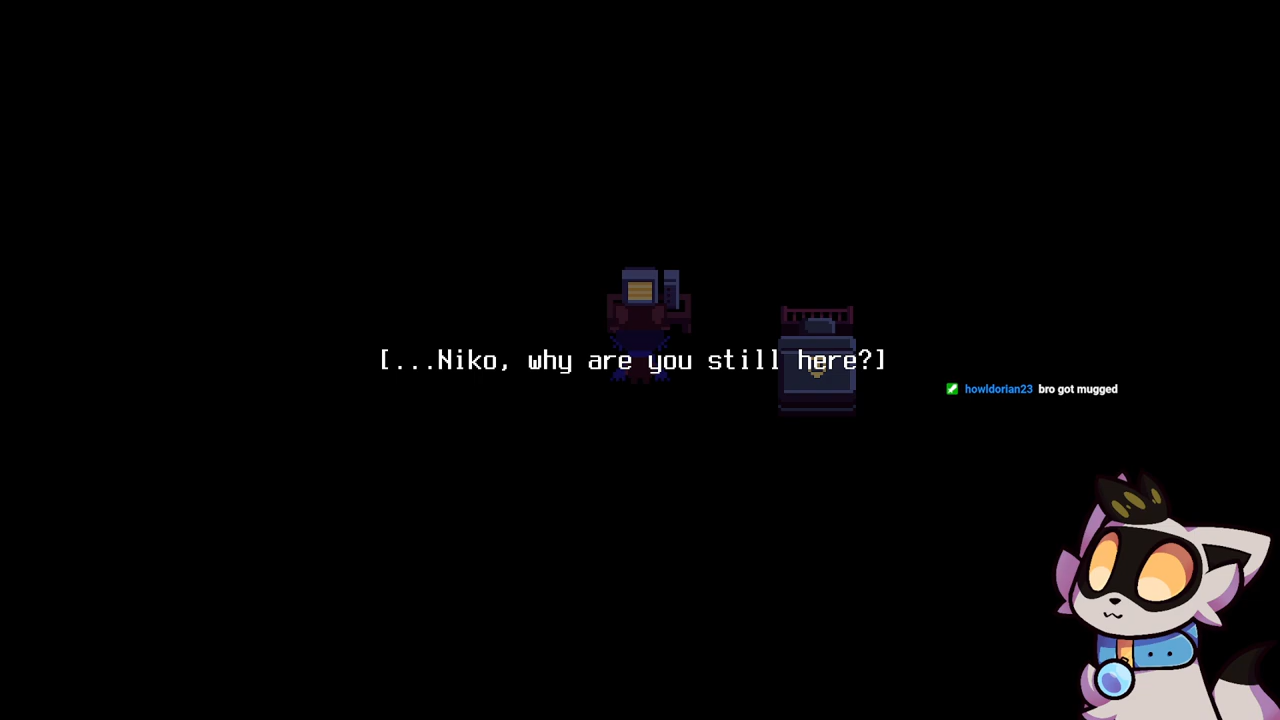 [...Niko, why are you still here?]
howldorian23 bro got mugged